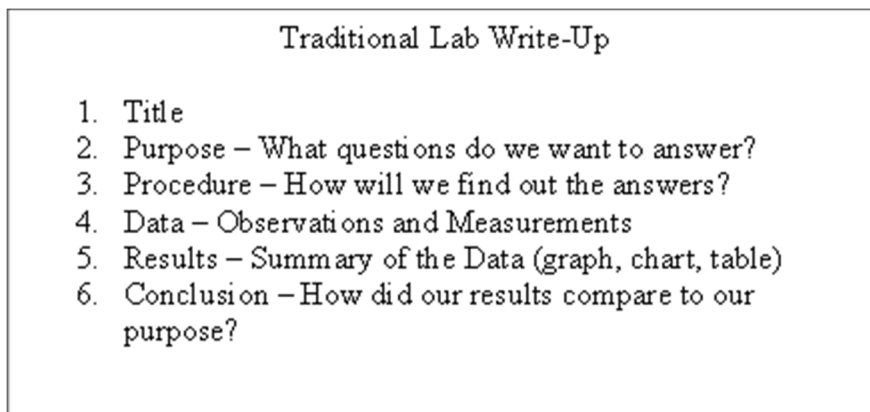 Traditional Lab Write-Up
1. Title
2. Purpose – What questions do we want to answer?
3. Procedure – How will we find out the answers?
4. Data – Observations and Measurements
5. Results – Summary of the Data (graph, chart, table)
6. Conclusion – How did our results compare to our
purpose?